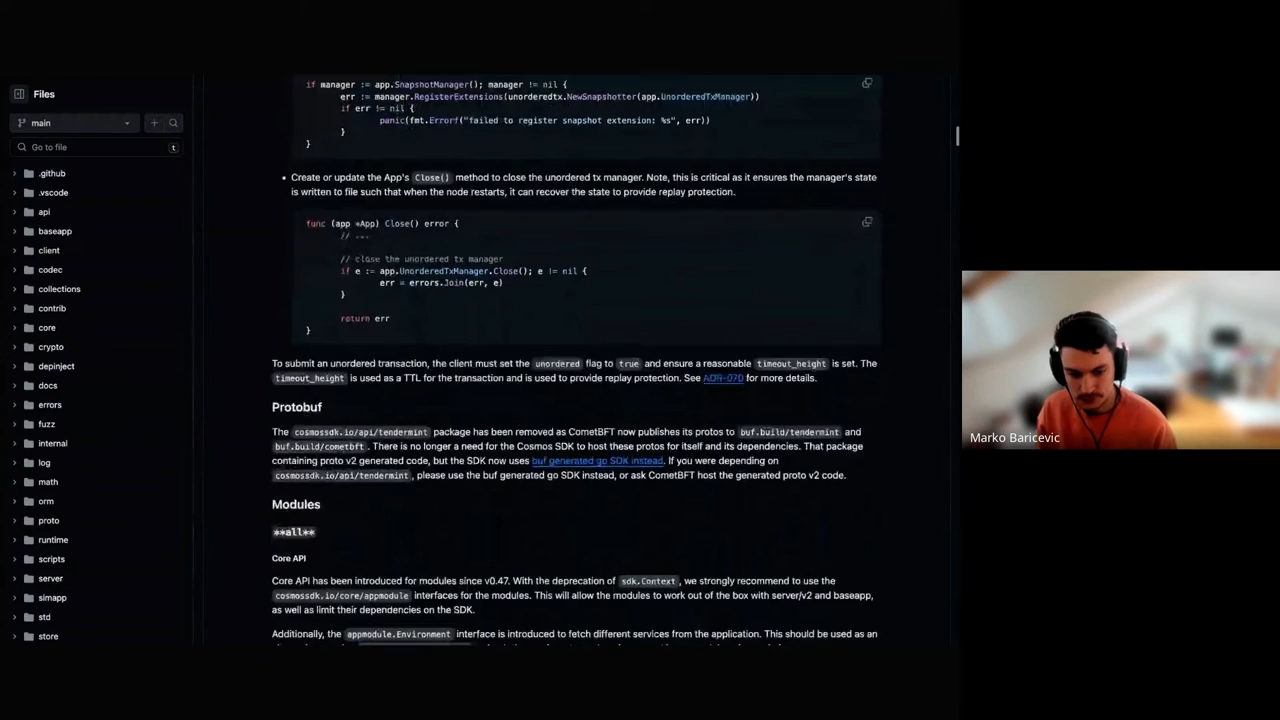 Files
main
Go to file
t
.github
.vscode
api
baseapp
client
codec
collections
contrib
core
crypto
depinject
docs
errors
fuzz
internal
log
math
orm
proto
runtime
scripts
server
simapp
std
store
if manager := app.SnapshotManager(); manager != nil {
err := manager.RegisterExtensions(unorderedtx.NewSnapshotter(app.UnorderedTxManager))
if err != nil {
panic(fmt.Errorf("failed to register snapshot extension: %s", err))
}
}
• Create or update the App's Close() method to close the unordered tx manager. Note, this is critical as it ensures the manager's state
is written to file such that when the node restarts, it can recover the state to provide replay protection.
func (app *App) Close() error {
// ...
// close the unordered tx manager
if e := app.UnorderedTxManager.Close(); e != nil {
err = errors.Join(err, e)
}
return err
}
To submit an unordered transaction, the client must set the unordered flag to true and ensure a reasonable timeout_height is set. The
timeout_height is used as a TTL for the transaction and is used to provide replay protection. See ADR-070 for more details.
Protobuf
The cosmossdk.io/api/tendermint package has been removed as CometBFT now publishes its protos to buf.build/tendermint and
buf.build/cometbft. There is no longer a need for the Cosmos SDK to host these protos for itself and its dependencies. That package
containing proto v2 generated code, but the SDK now uses buf generated go SDK instead. If you were depending on
cosmossdk.io/api/tendermint, please use the buf generated go SDK instead, or ask CometBFT host the generated proto v2 code.
Modules
**all**
Core API
Core API has been introduced for modules since v0.47. With the deprecation of sdk.Context, we strongly recommend to use the
cosmossdk.io/core/appmodule interfaces for the modules. This will allow the modules to work out of the box with server/v2 and baseapp,
as well as limit their dependencies on the SDK.
Additionally, the appmodule.Environment interface is introduced to fetch different services from the application. This should be used as an
Marko Baricevic